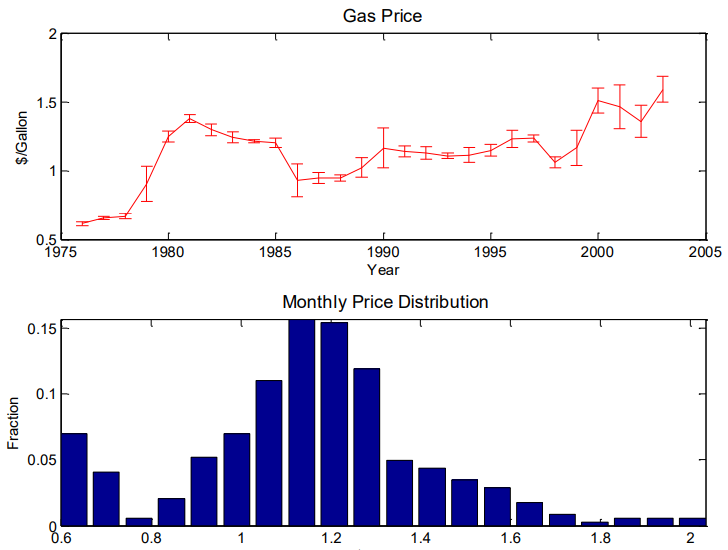 Gas Price
2
1.5
1
0.5
$/Gallon
1975 1980 1985 1990 1995 2000 2005
Year
Monthly Price Distribution
0.15
0.1
0.05
0
Fraction
0.6 0.8 1 1.2 1.4 1.6 1.8 2